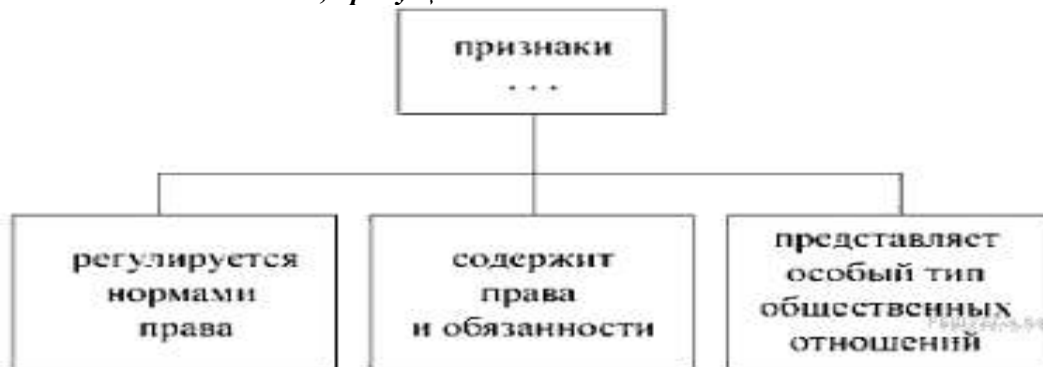 признаки
. . .
регулируется
нормами
права
содержит
права
и обязанности
представляет
особый тип
общественных
отношений